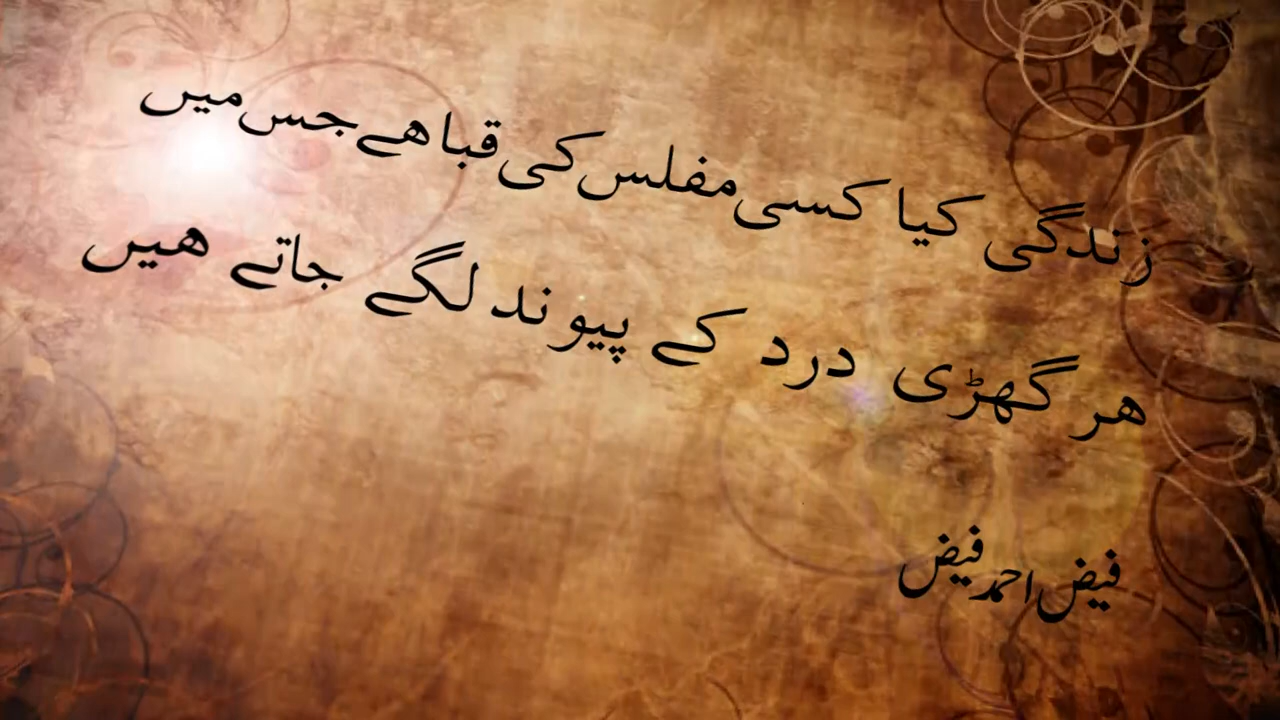 زندگی کیا کسی مفلس کی قبا ھے جس میں
ھر گھڑی درد کے پیوند لگے جاتے ھیں
فیض احمد فیض